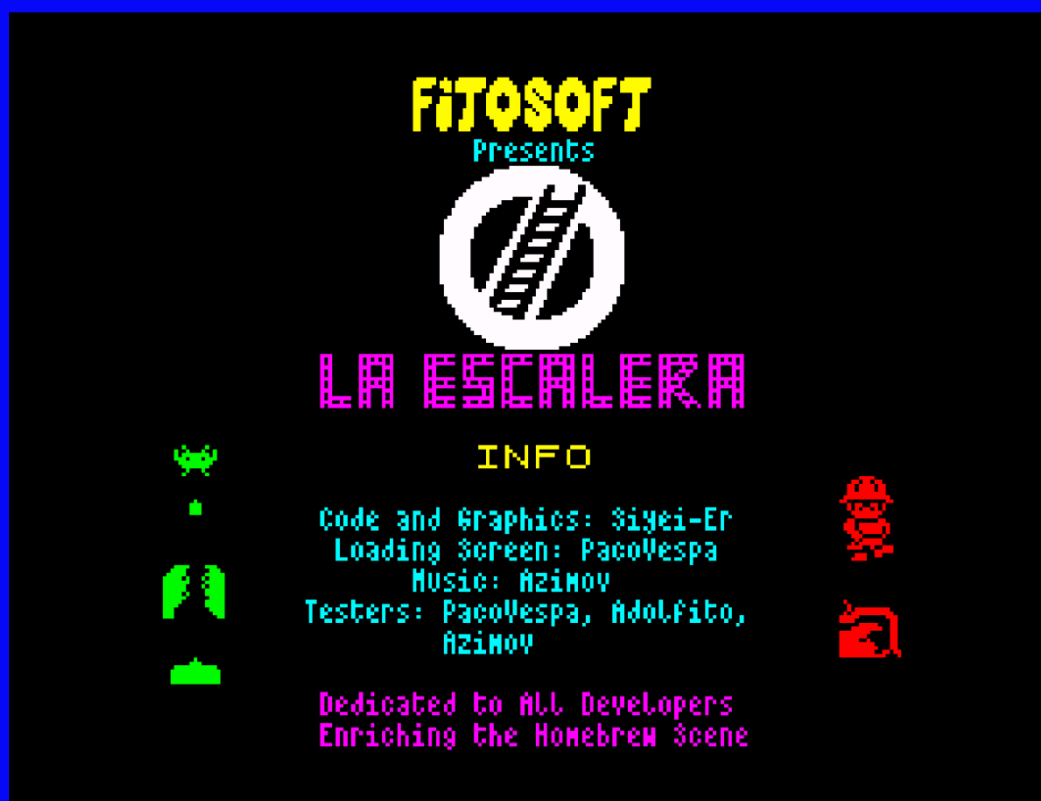 FiTOSOFT
Presents
LA ESCALERA
INFO
Code and Graphics: Siyei-Er
Loading Screen: PacoVespa
Music: Azimov
Testers: PacoVespa, Adolfito,
Azimov
Dedicated to All Developers
Enriching the Homebrew Scene